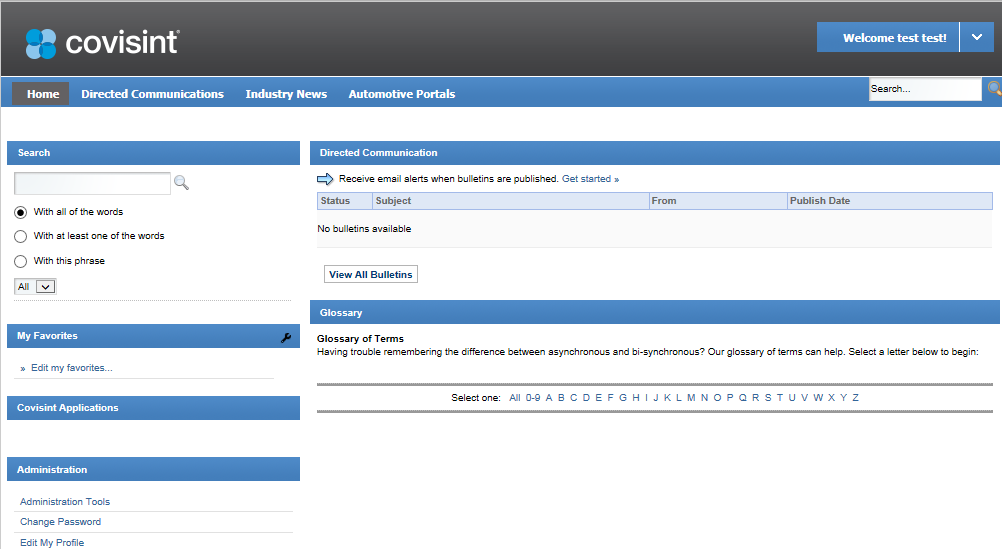 covisint
Welcome test test!
Home Directed Communications Industry News Automotive Portals
Search...
Search
With all of the words
With at least one of the words
With this phrase
All
My Favorites
» Edit my favorites...
Covisint Applications
Administration
Administration Tools
Change Password
Edit My Profile
Directed Communication
Receive email alerts when bulletins are published. Get started »
Status Subject From Publish Date
No bulletins available
View All Bulletins
Glossary
Glossary of Terms
Having trouble remembering the difference between asynchronous and bi-synchronous? Our glossary of terms can help. Select a letter below to begin:
Select one: All 0-9 A B C D E F G H I J K L M N O P Q R S T U V W X Y Z